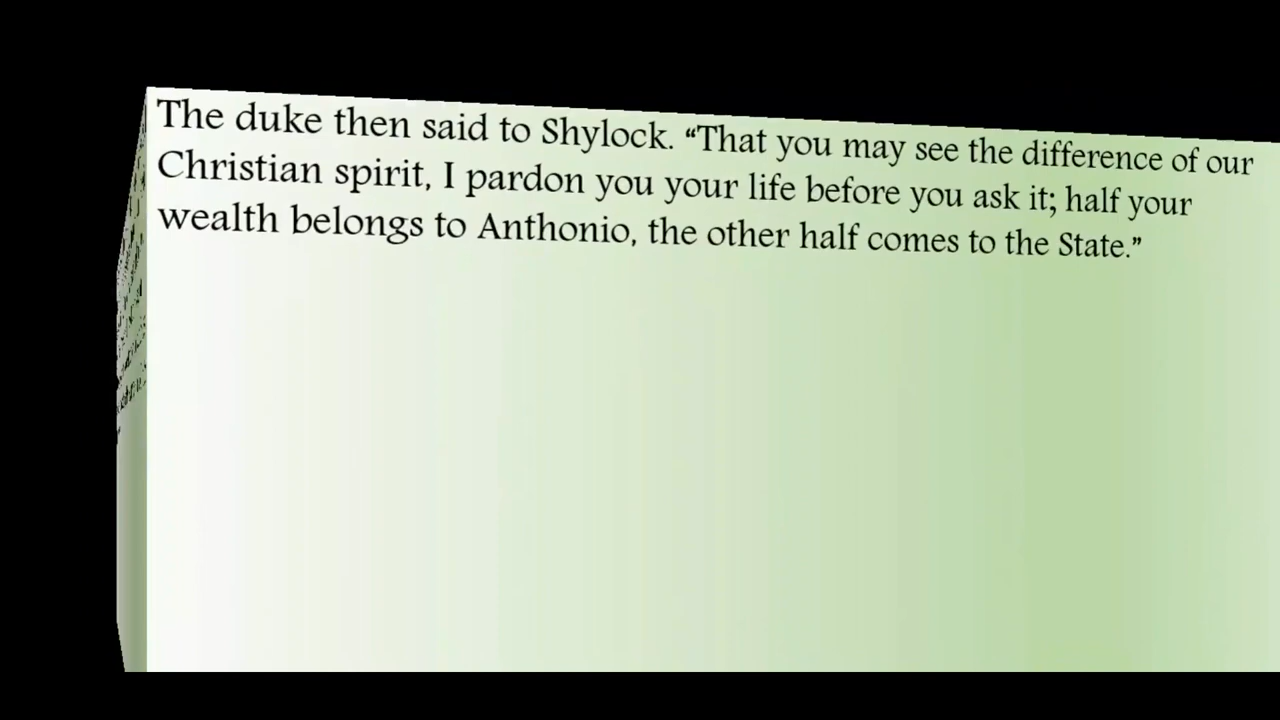 The duke then said to Shylock. “That you may see the difference of our
Christian spirit, I pardon you your life before you ask it; half your
wealth belongs to Anthonio, the other half comes to the State.”